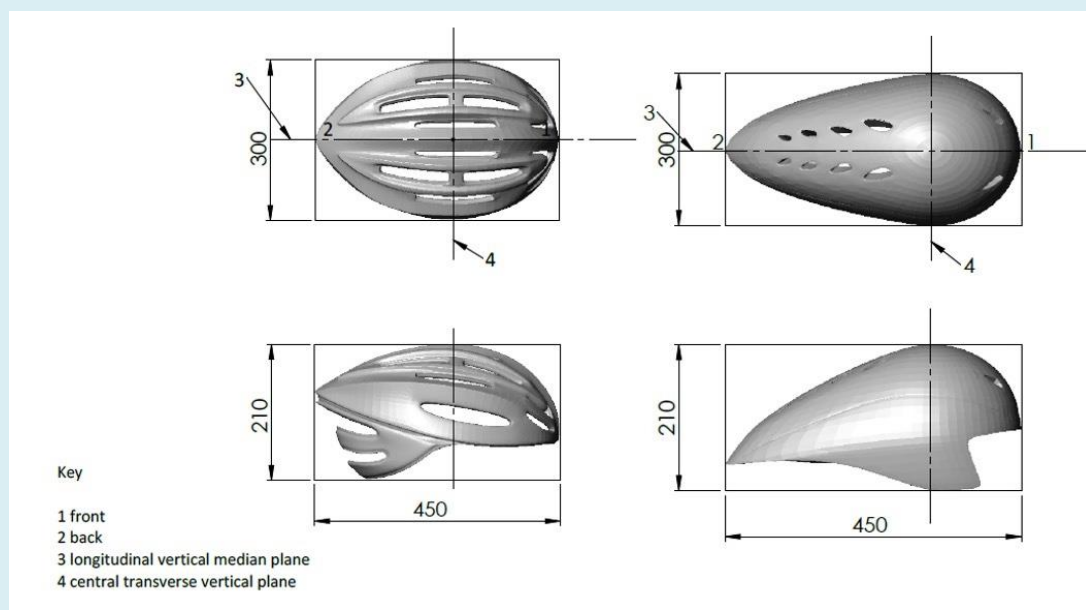 3
2
1
300
4
3
2
1
300
4
210
450
210
450
Key
1 front
2 back
3 longitudinal vertical median plane
4 central transverse vertical plane